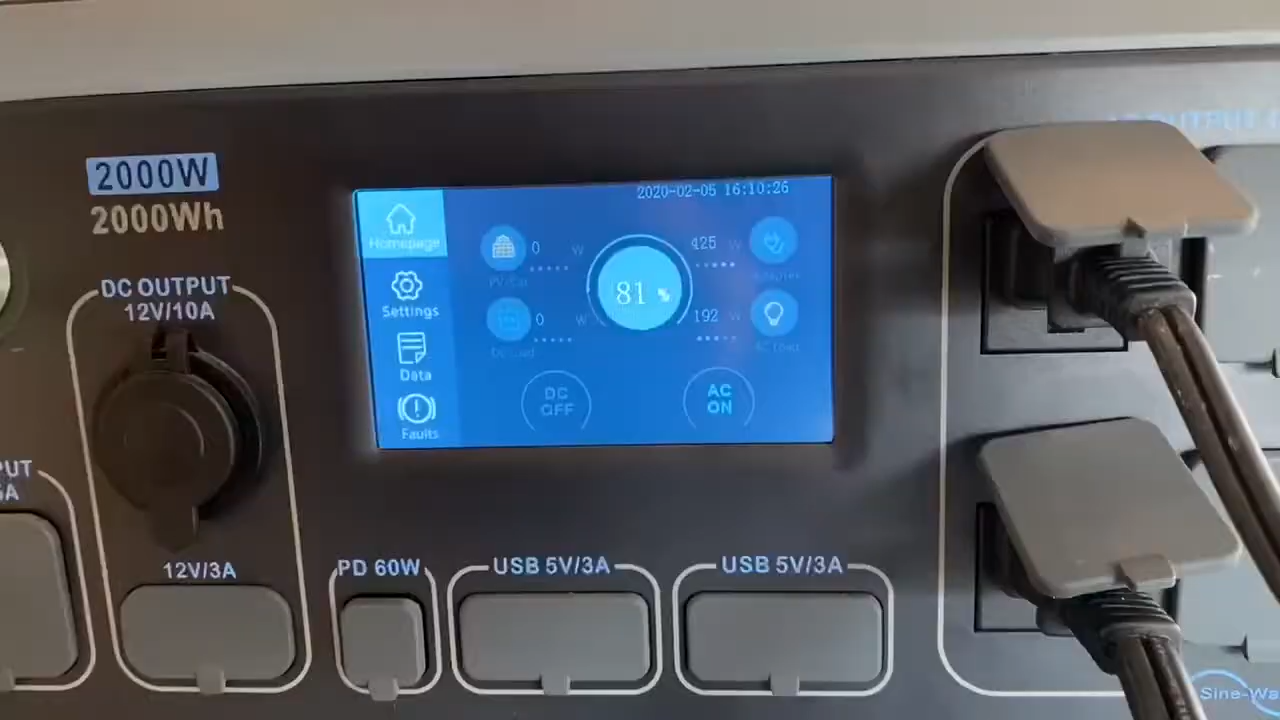 2000W
2000Wh
DC OUTPUT
12V/10A
12V/3A
PD 60W
USB 5V/3A
USB 5V/3A
2020-02-05 16:10:26
Homepage
Settings
Data
Faults
0 W
PV/Car
0 W
DC Load
81 %
425 W
192 W
AC Load
DC
OFF
AC
ON